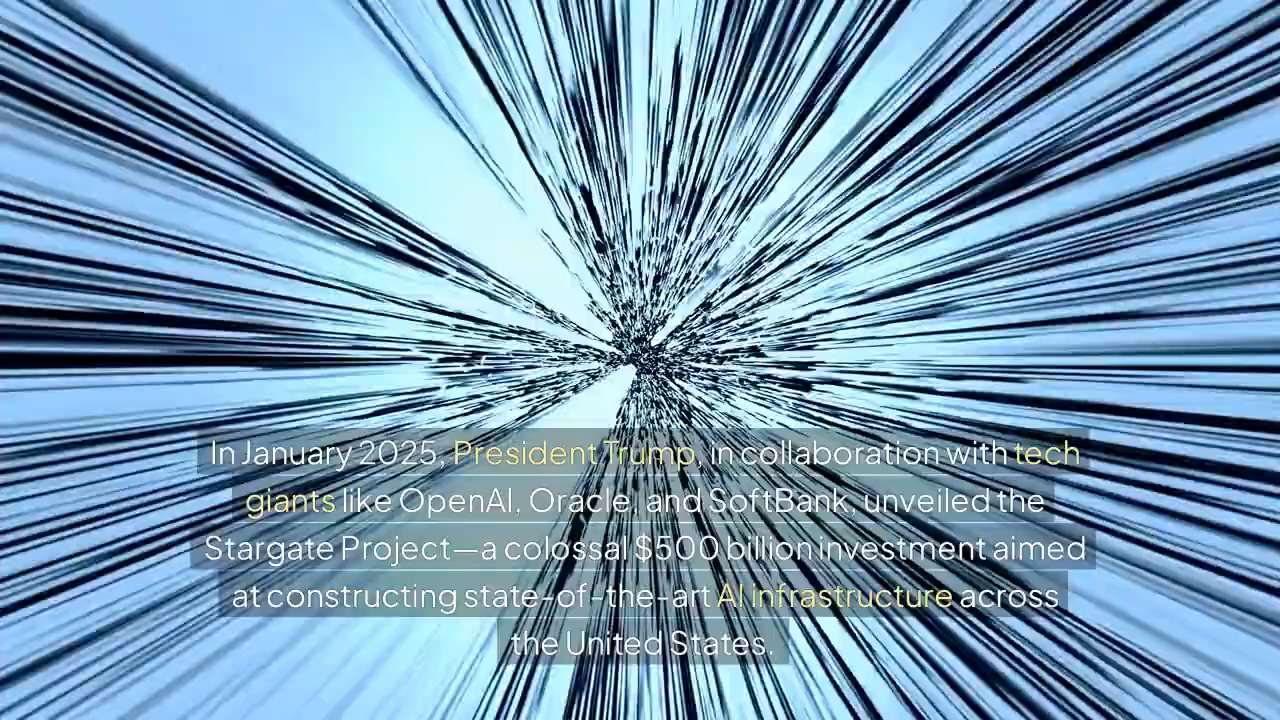 In January 2025, President Trump, in collaboration with tech
giants like OpenAI, Oracle, and SoftBank, unveiled the
Stargate Project—a colossal $500 billion investment aimed
at constructing state-of-the-art AI infrastructure across
the United States.